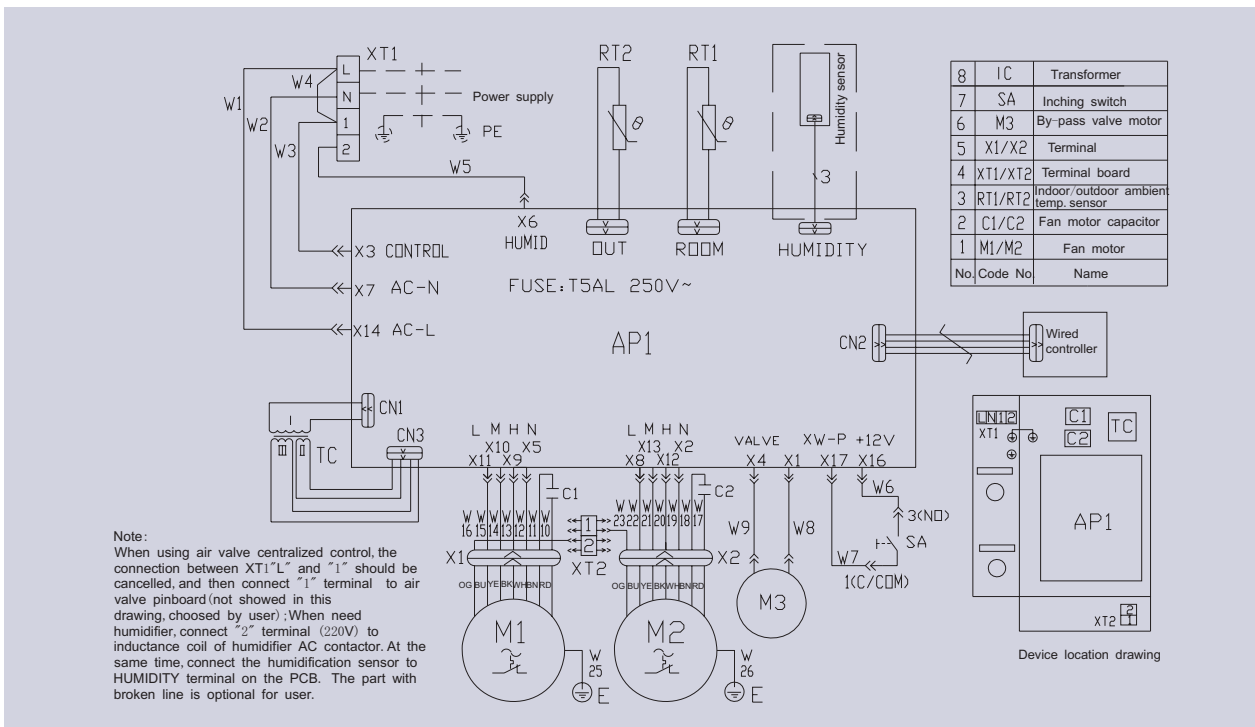 XT1
L
N
1
2
W4
W1
W2
W3
W5
Power supply
PE
RT2
RT1
θ
θ
Humidity sensor
3
X6
HUMID
OUT
ROOM
HUMIDITY
X3 CONTROL
X7 AC-N
X14 AC-L
FUSE:T5AL 250V~
AP1
CN2
Wired
controller
8 IC Transformer
7 SA Inching switch
6 M3 By-pass valve motor
5 X1/X2 Terminal
4 XT1/XT2 Terminal board
3 RT1/RT2 Indoor/outdoor ambient
temp. sensor
2 C1/C2 Fan motor capacitor
1 M1/M2 Fan motor
No. Code No. Name
CN1
CN3
I
III II
TC
L M H N
X10 X5
X11 X9
L M H N
X13 X2
X8 X12
VALVE XW-P +12V
X4 X1 X17 X16
C1
C2
W W W W W W W
16 15 14 13 12 11 10
W W W W W W W
23 22 21 20 19 18 17
1
2
XT2
X1
X2
OG BU YE BK WH BN RD
OG BU YE BK WH BN RD
M1
M2
M3
W
25
E
W
26
E
W9
W8
W6
W7
3(NO)
SA
1(C/COM)
LN12
XT1
C1
C2
TC
AP1
XT2
2
1
Device location drawing
Note:
When using air valve centralized control, the
connection between XT1"L" and "1" should be
cancelled, and then connect "1" terminal to air
valve pinboard(not showed in this
drawing, choosed by user);When need
humidifier, connect "2" terminal (220V) to
inductance coil of humidifier AC contactor. At the
same time, connect the humidification sensor to
HUMIDITY terminal on the PCB. The part with
broken line is optional for user.